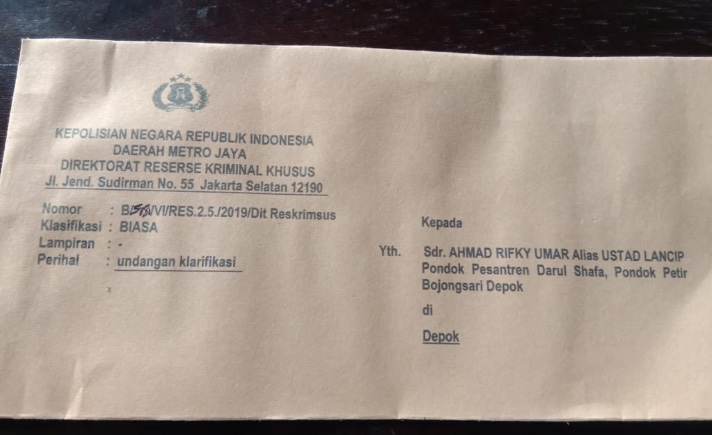 KEPOLISIAN NEGARA REPUBLIK INDONESIA
DAERAH METRO JAYA
DIREKTORAT RESERSE KRIMINAL KHUSUS
Jl. Jend. Sudirman No. 55 Jakarta Selatan 12190
Nomor : B/ /VI/RES.2.5./2019/Dit Reskrimsus
Klasifikasi : BIASA
Lampiran : -
Perihal : undangan klarifikasi
Kepada
Yth. Sdr. AHMAD RIFKY UMAR Alias USTAD LANCIP
Pondok Pesantren Darul Shafa, Pondok Petir
Bojongsari Depok
di
Depok